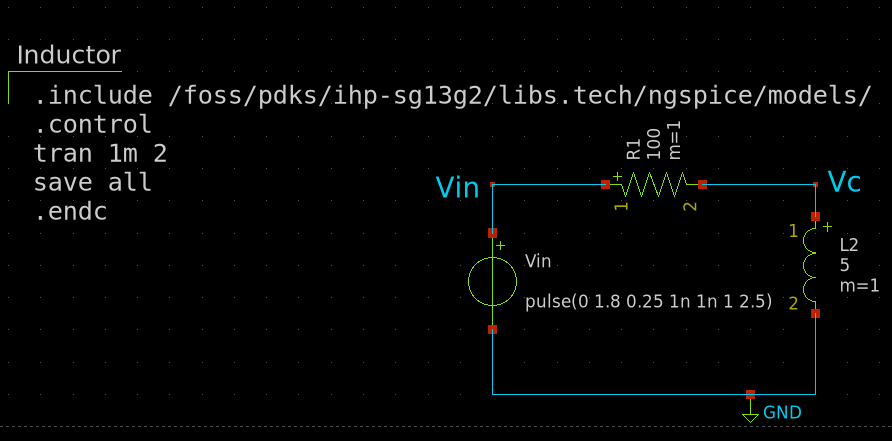 Inductor
.include /foss/pdks/ihp-sg13g2/libs.tech/ngspice/models/
.control
tran 1m 2
save all
.endc
R1
100
m=1
Vin
+
1
2
Vc
+
Vin
pulse(0 1.8 0.25 1n 1n 1 2.5)
1
+
2
L2
5
m=1
GND